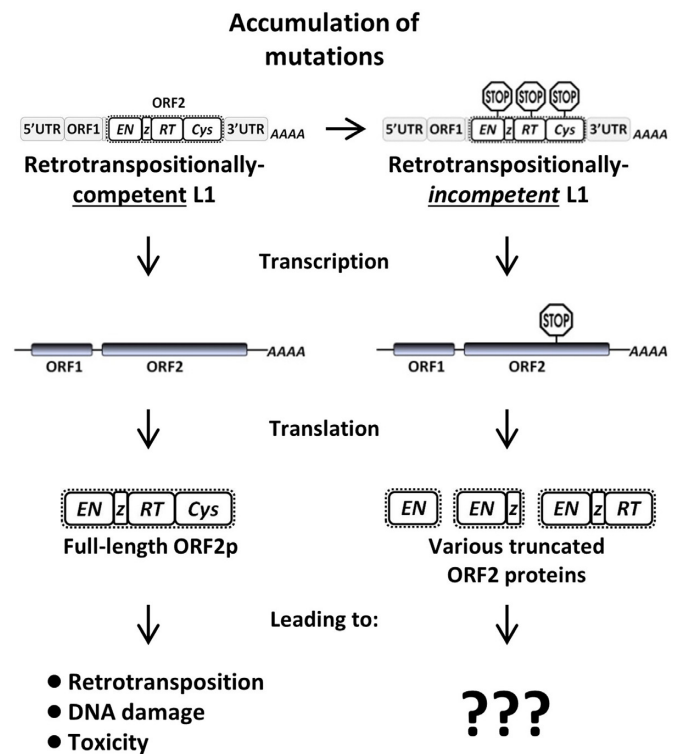 Accumulation of
mutations
ORF2
STOP STOP STOP
5'UTR ORF1 EN z RT Cys 3'UTR AAAA
5'UTR ORF1 EN z RT Cys 3'UTR AAAA
Retrotranspositionally-
competent L1
Retrotranspositionally-
incompetent L1
Transcription
STOP
AAAA
ORF1 ORF2
AAAA
ORF1 ORF2
Translation
EN z RT Cys
EN EN z EN z RT
Full-length ORF2p
Various truncated
ORF2 proteins
Leading to:
● Retrotransposition
● DNA damage
● Toxicity
???